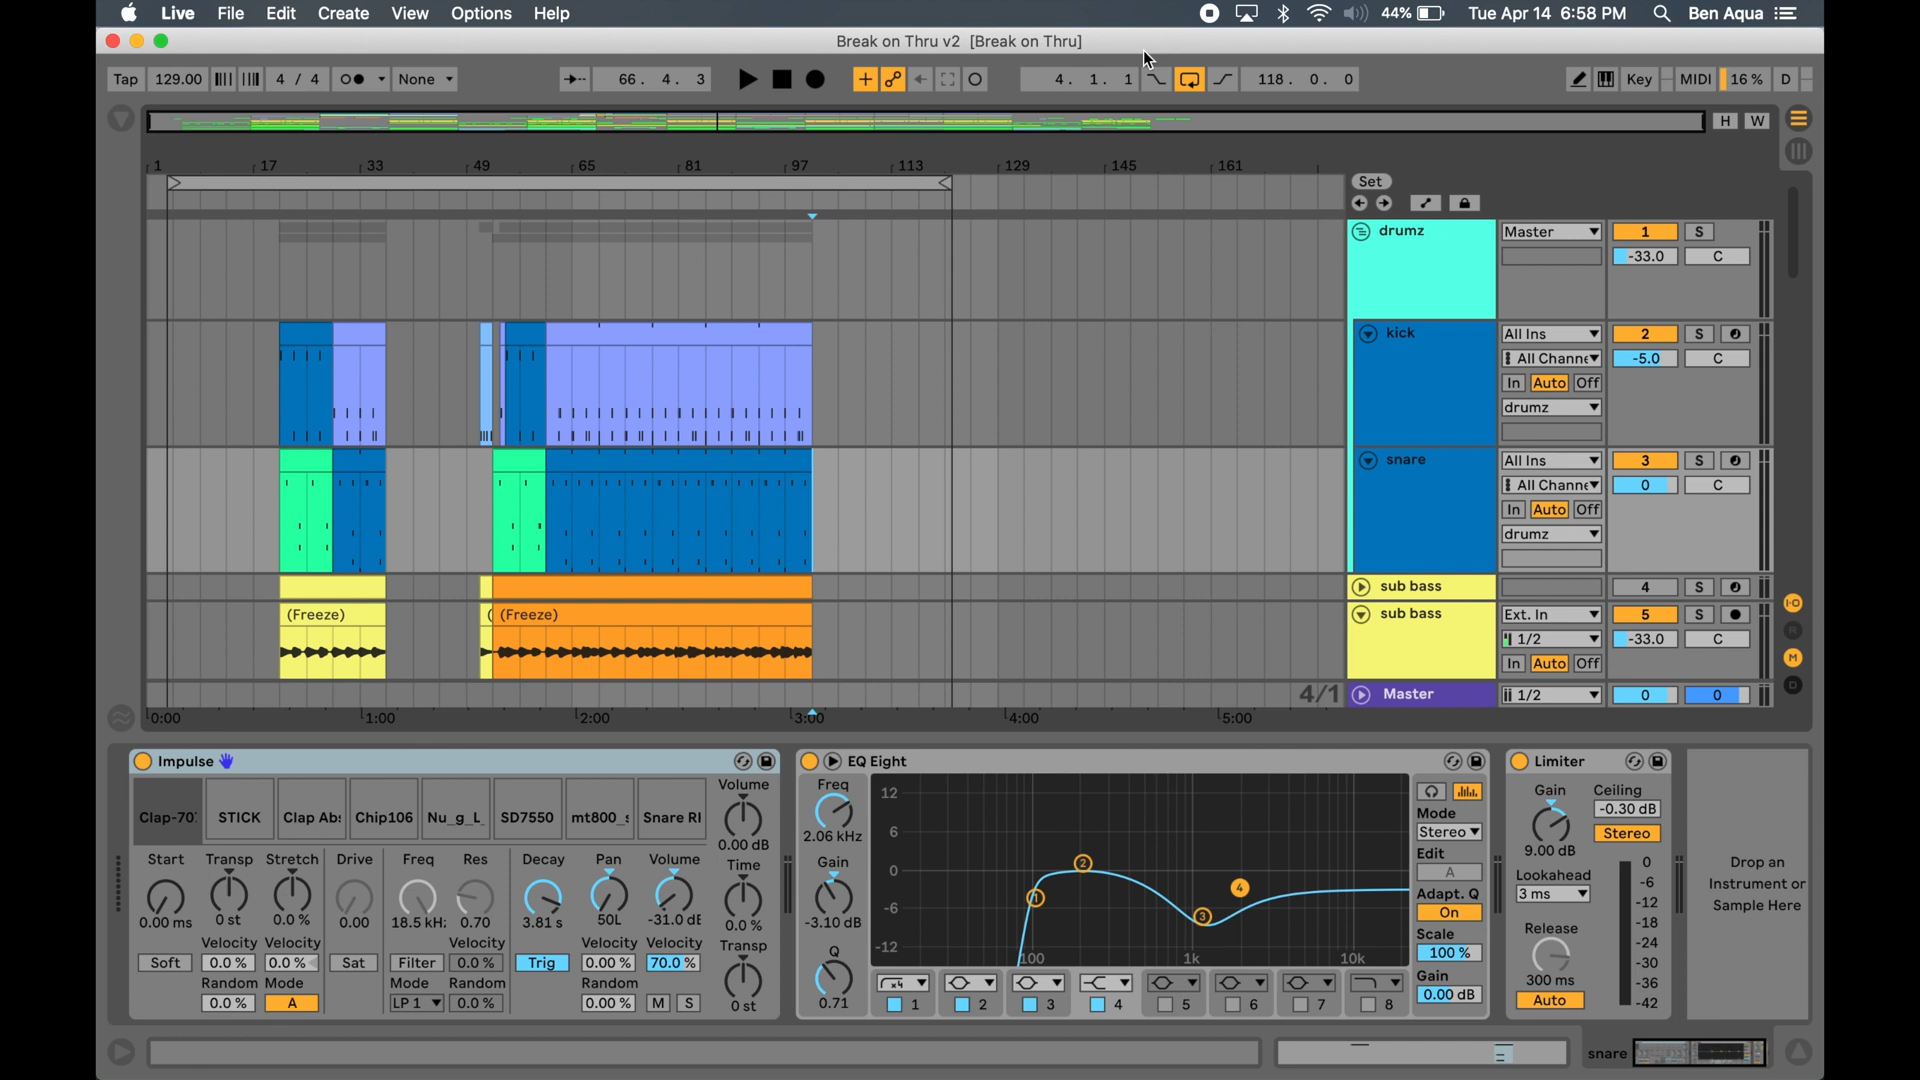 Live File Edit Create View Options Help 44% Tue Apr 14 6:58 PM Ben Aqua
Break on Thru v2 [Break on Thru]
Tap 129.00 4 / 4 None 66. 4. 3 4. 1. 1 118. 0. 0 Key MIDI 16 % D
H W
1 17 33 49 65 81 97 113 129 145 161
Set
drumz Master 1 S
-33.0 C
kick All Ins 2 S
All Channe -5.0 C
In Auto Off
drumz
snare All Ins 3 S
All Channe 0 C
In Auto Off
drumz
sub bass 4 S
(Freeze) ( (Freeze) sub bass Ext. In 5 S
1/2 -33.0 C
In Auto Off
4/1 Master 1/2 0 0
0:00 1:00 2:00 3:00 4:00 5:00
I-O
R
M
D
Impulse
Clap-70 STICK Clap Ab Chip106 Nu_g_L_ SD7550 mt800_s Snare RI
Start Transp Stretch Drive Freq Res Decay Pan Volume
0.00 ms 0 st 0.0 % 0.00 18.5 kH 0.70 3.81 s 50L -31.0 dB
Velocity Velocity Velocity Velocity Velocity
Soft 0.0 % 0.0 % Sat Filter 0.0 % Trig 0.00 % 70.0 %
Random Mode Mode Random Random
0.0 % A LP 1 0.0 % 0.00 % M S
Volume
0.00 dB
Time
0.0 %
Transp
0 st
EQ Eight
Freq
2.06 kHz
Gain
-3.10 dB
Q
0.71
12
6
0
-6
-12
100 1k 10k
1 2 3 4
x4
1 2 3 4 5 6 7 8
Mode
Stereo
Edit
A
Adapt. Q
On
Scale
100 %
Gain
0.00 dB
Limiter
Gain Ceiling
-0.30 dB
Stereo
9.00 dB
Lookahead
3 ms
Release
300 ms
Auto
0
-6
-12
-18
-24
-30
-36
-42
Drop an
Instrument or
Sample Here
snare